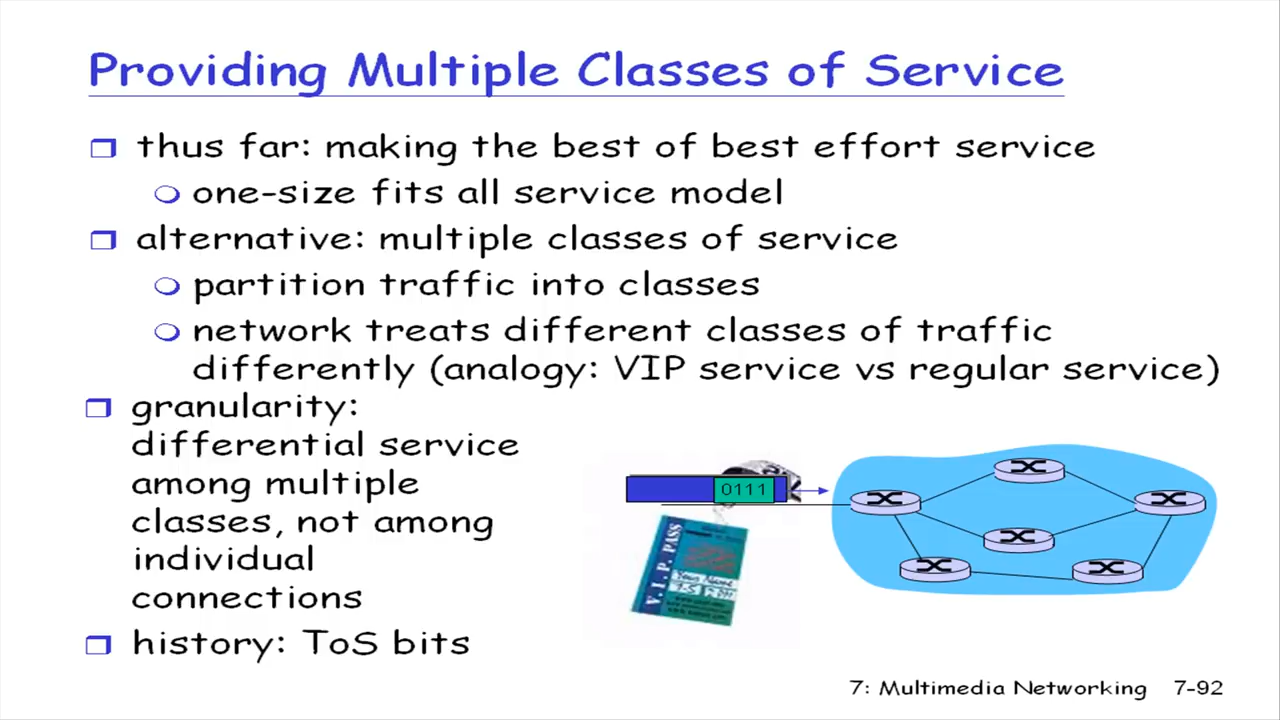 Providing Multiple Classes of Service
thus far: making the best of best effort service
one-size fits all service model
alternative: multiple classes of service
partition traffic into classes
network treats different classes of traffic
differently (analogy: VIP service vs regular service)
granularity:
differential service
among multiple
classes, not among
individual
connections
history: ToS bits
0111
V.I.P. PASS
Your Name
7: Multimedia Networking 7-92